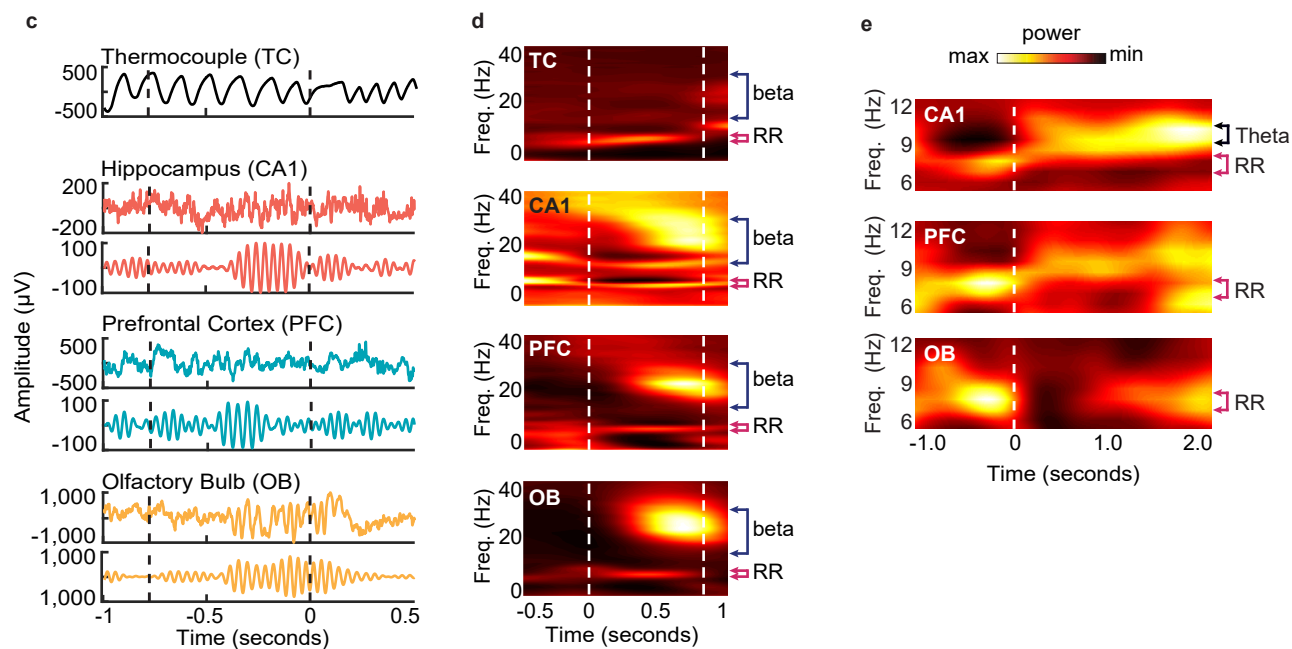 c
Thermocouple (TC)
500
-500
Hippocampus (CA1)
200
-200
100
-100
Prefrontal Cortex (PFC)
500
-500
100
-100
Olfactory Bulb (OB)
1,000
-1,000
1,000
1,000
-1
-0.5
0
0.5
Time (seconds)
Amplitude (µV)
d
TC
40
20
0
Freq. (Hz)
beta
RR
CA1
40
20
0
Freq. (Hz)
beta
RR
PFC
40
20
0
Freq. (Hz)
beta
RR
OB
40
20
0
Freq. (Hz)
beta
RR
-0.5
0
0.5
1
Time (seconds)
e
power
max
min
CA1
12
9
6
Freq. (Hz)
Theta
RR
PFC
12
9
6
Freq. (Hz)
RR
OB
12
9
6
Freq. (Hz)
RR
-1.0
0
1.0
2.0
Time (seconds)